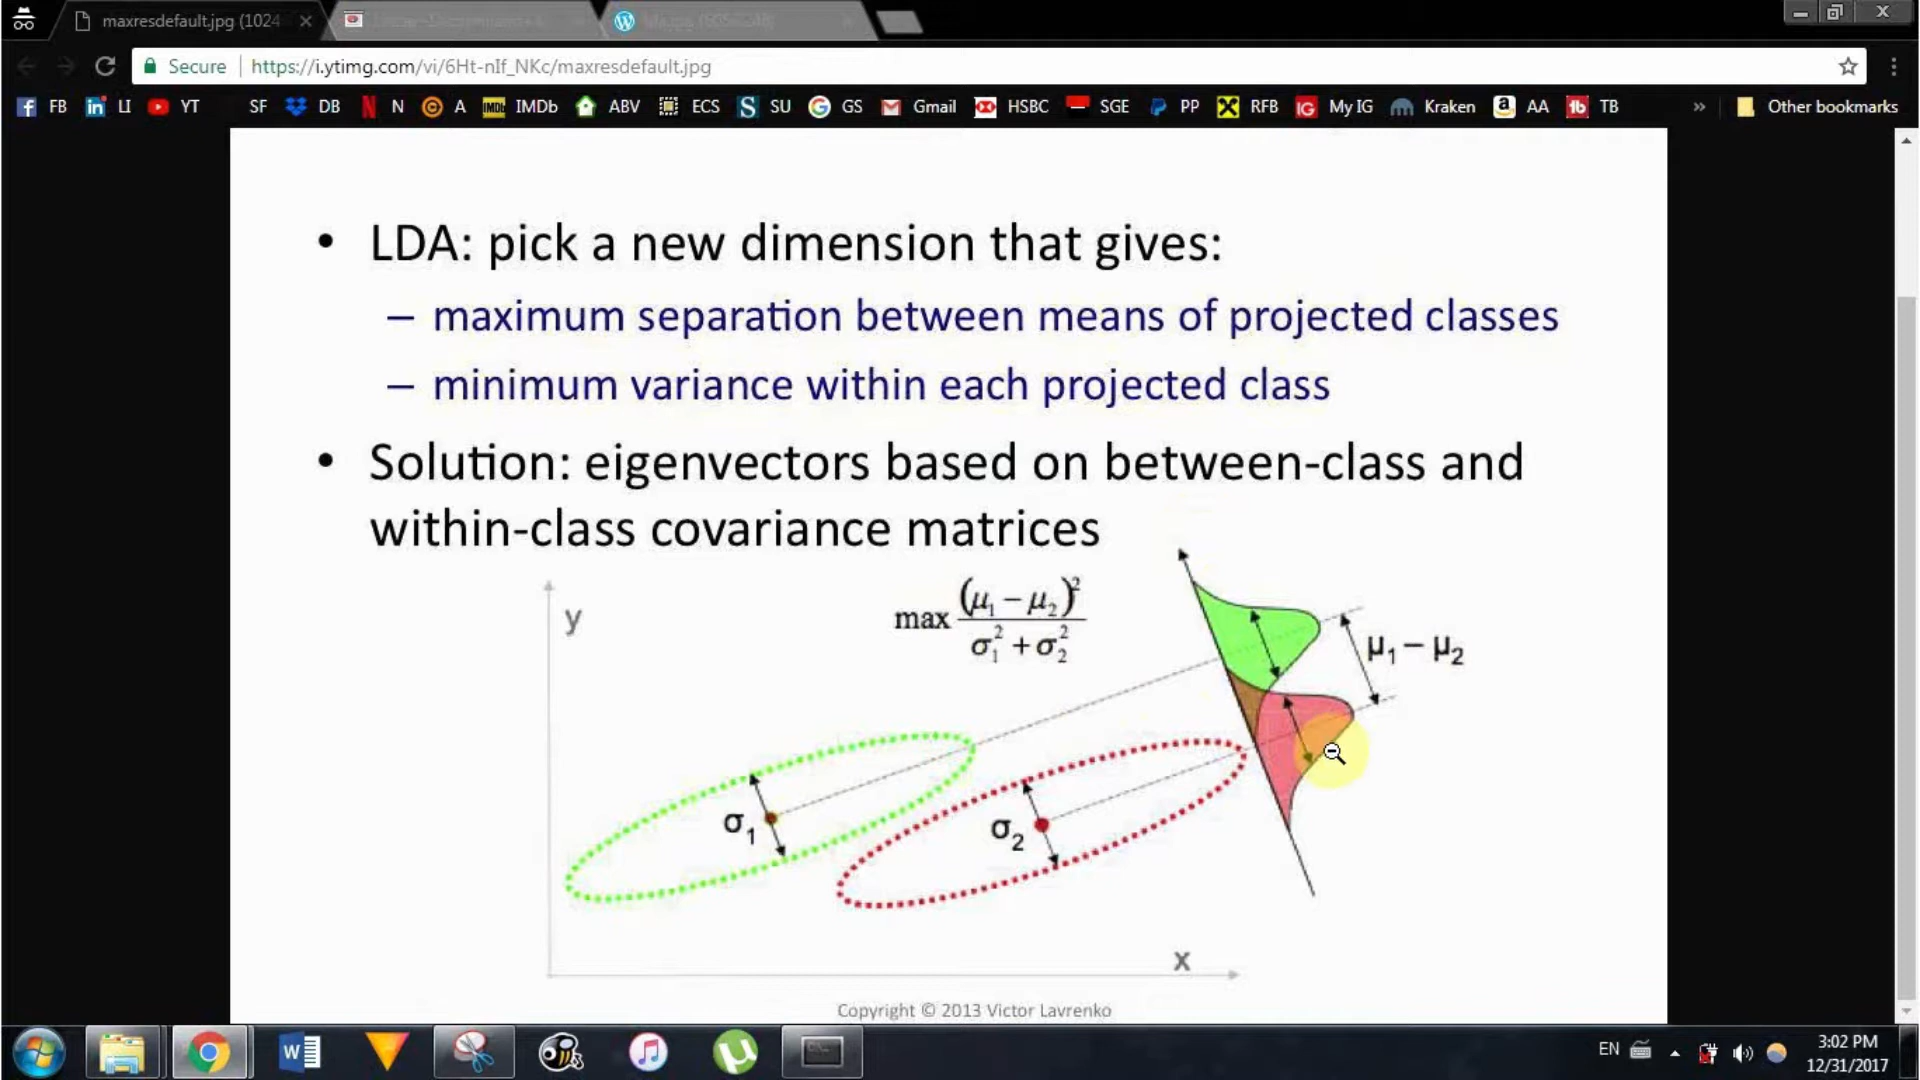 maxresdefault.jpg (1024
Secure https://i.ytimg.com/vi/6Ht-nIf_NKc/maxresdefault.jpg
FB LI YT SF DB N A IMDb ABV ECS SU GS Gmail HSBC SGE PP RFB My IG Kraken AA TB » Other bookmarks
• LDA: pick a new dimension that gives:
– maximum separation between means of projected classes
– minimum variance within each projected class
• Solution: eigenvectors based on between-class and
within-class covariance matrices
y
max (μ₁ − μ₂)² / σ₁² + σ₂²
μ₁ − μ₂
σ₁
σ₂
x
Copyright © 2013 Victor Lavrenko
EN
3:02 PM
12/31/2017